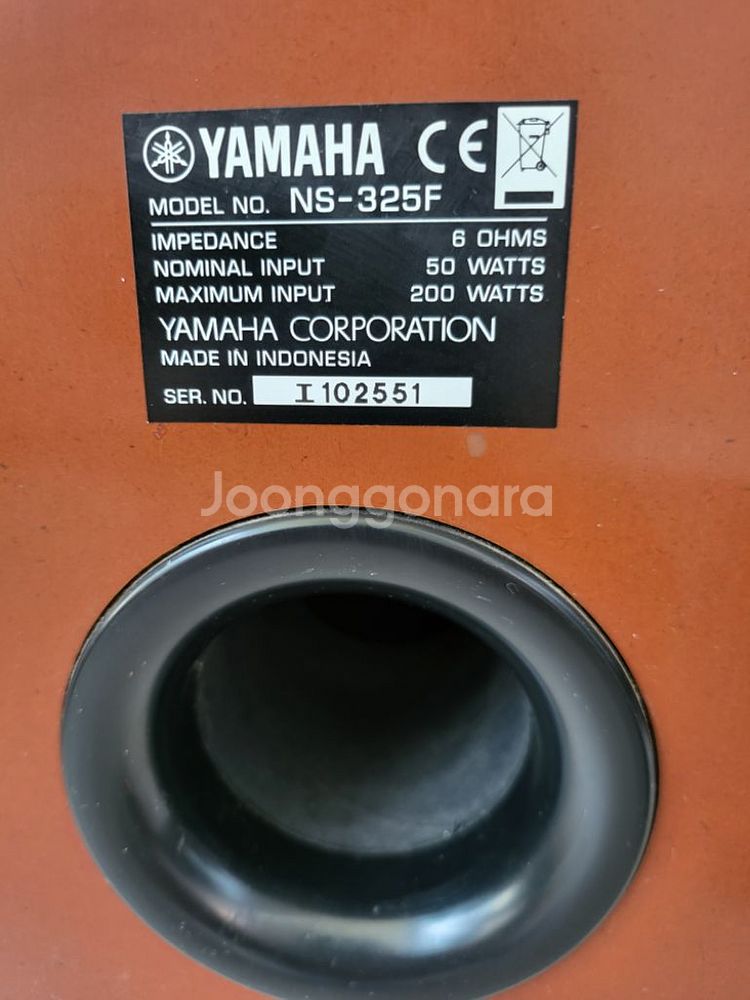 YAMAHA CE
MODEL NO. NS-325F
IMPEDANCE 6 OHMS
NOMINAL INPUT 50 WATTS
MAXIMUM INPUT 200 WATTS
YAMAHA CORPORATION
MADE IN INDONESIA
SER. NO. I102551
Joonggonara